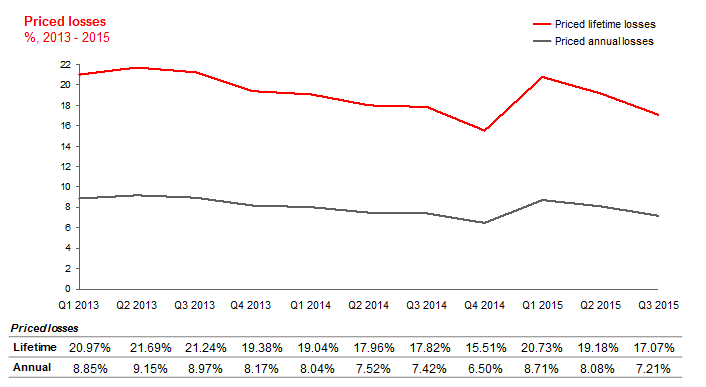 Priced losses
%, 2013 - 2015
Priced lifetime losses
Priced annual losses
22
20
18
16
14
12
10
8
6
4
2
0
Q1 2013 Q2 2013 Q3 2013 Q4 2013 Q1 2014 Q2 2014 Q3 2014 Q4 2014 Q1 2015 Q2 2015 Q3 2015
Priced losses
Lifetime 20.97% 21.69% 21.24% 19.38% 19.04% 17.96% 17.82% 15.51% 20.73% 19.18% 17.07%
Annual 8.85% 9.15% 8.97% 8.17% 8.04% 7.52% 7.42% 6.50% 8.71% 8.08% 7.21%